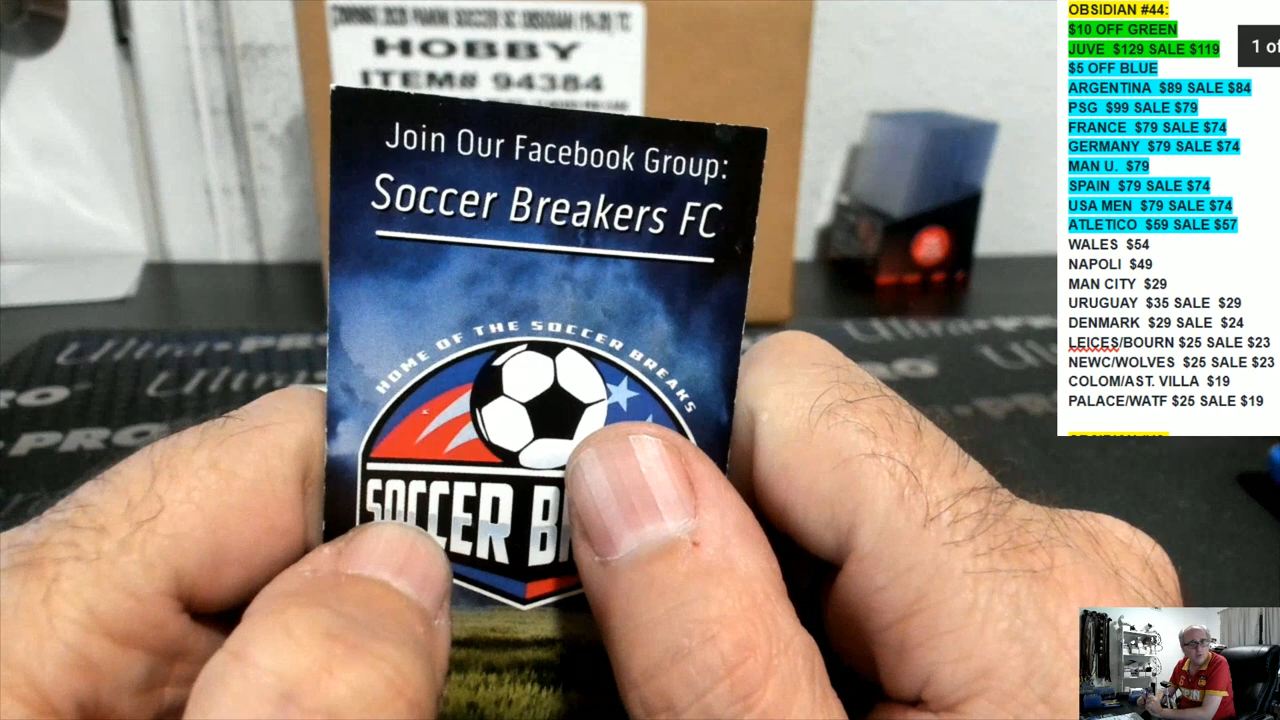 HOBBY
ITEM# 94384
Join Our Facebook Group:
Soccer Breakers FC
HOME OF THE SOCCER BREAKS
SOCCER
Ultra PRO
PRO
OBSIDIAN #44:
$10 OFF GREEN
JUVE $129 SALE $119
$5 OFF BLUE
ARGENTINA $89 SALE $84
PSG $99 SALE $79
FRANCE $79 SALE $74
GERMANY $79 SALE $74
MAN U. $79
SPAIN $79 SALE $74
USA MEN $79 SALE $74
ATLETICO $59 SALE $57
WALES $54
NAPOLI $49
MAN CITY $29
URUGUAY $35 SALE $29
DENMARK $29 SALE $24
LEICES/BOURN $25 SALE $23
NEWC/WOLVES $25 SALE $23
COLOM/AST. VILLA $19
PALACE/WATF $25 SALE $19
1 of